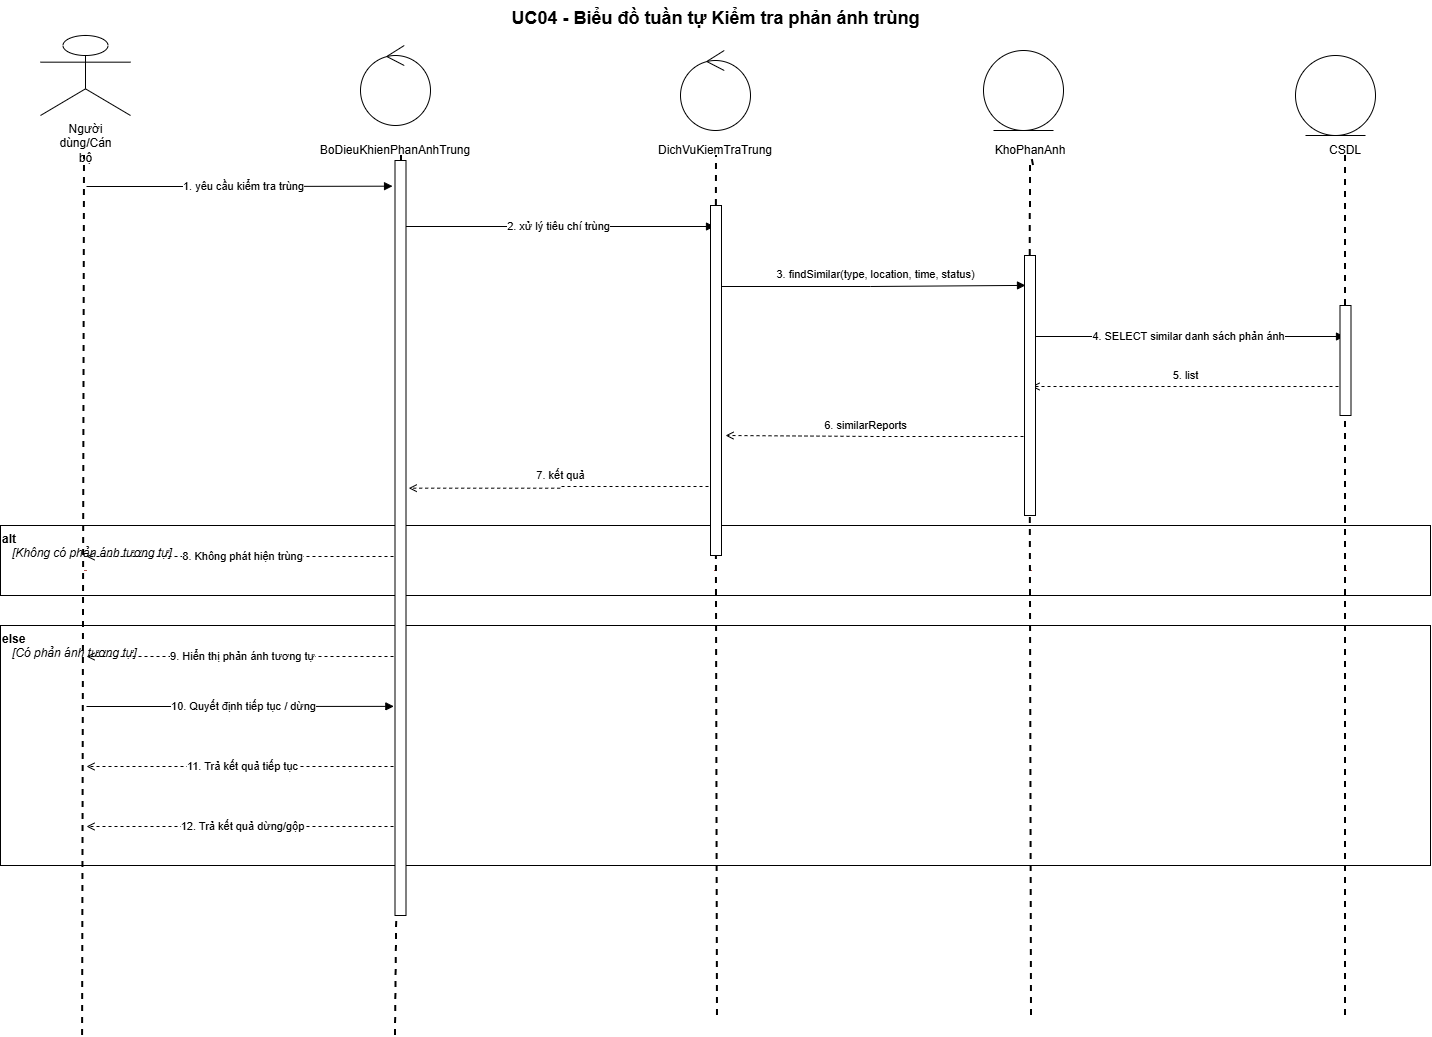 UC04 - Biểu đồ tuần tự Kiểm tra phản ánh trùng
Người
dùng/Cán
bộ
BoDieuKhienPhanAnhTrung
DichVuKiemTraTrung
KhoPhanAnh
CSDL
1. yêu cầu kiểm tra trùng
2. xử lý tiêu chí trùng
3. findSimilar(type, location, time, status)
4. SELECT similar danh sách phản ánh
5. list
6. similarReports
7. kết quả
alt
[Không có phản ánh tương tự]
8. Không phát hiện trùng
else
[Có phản ánh tương tự]
9. Hiển thị phản ánh tương tự
10. Quyết định tiếp tục / dừng
11. Trả kết quả tiếp tục
12. Trả kết quả dừng/gộp